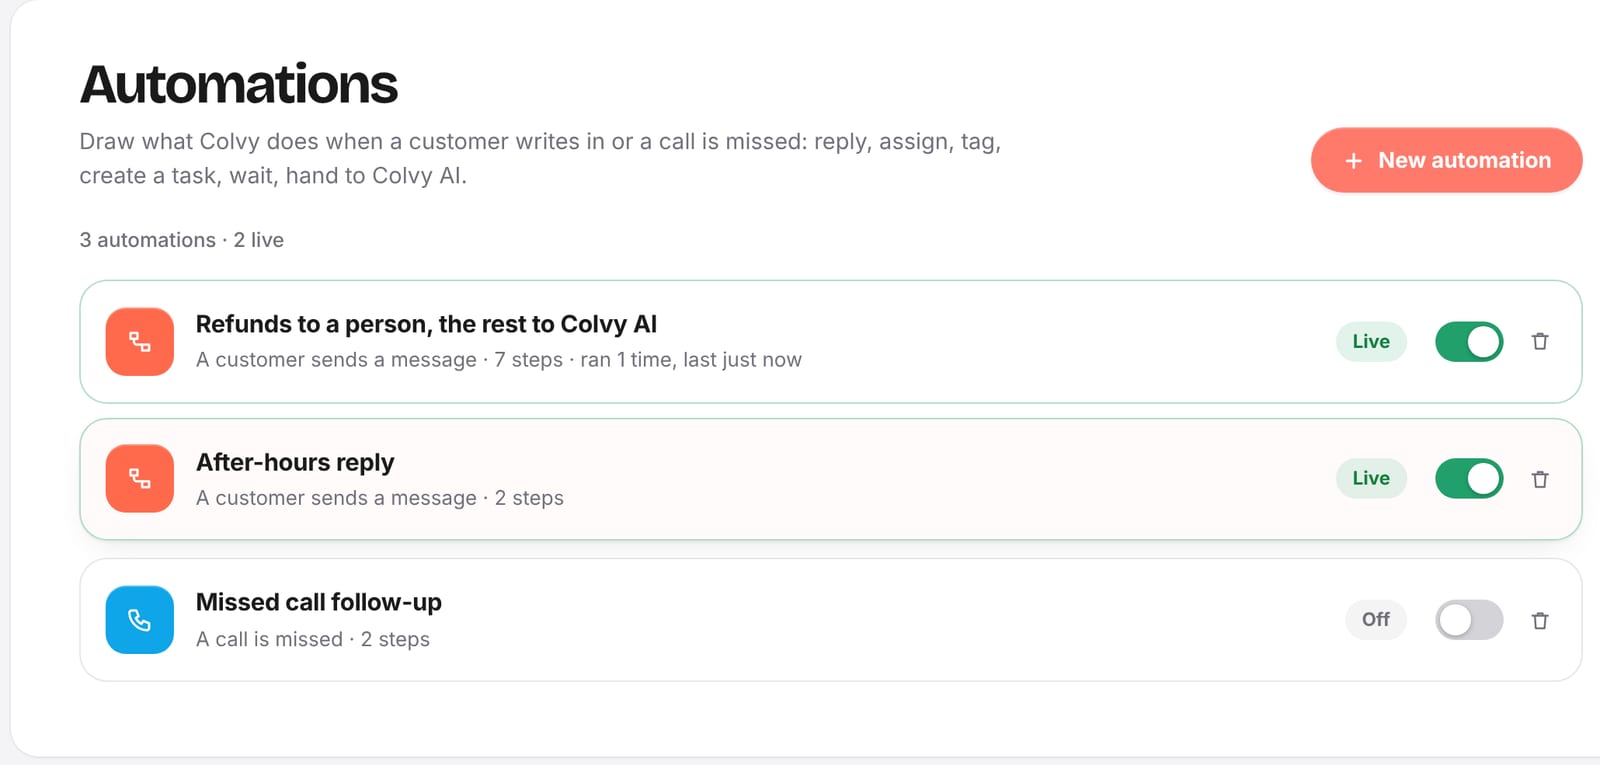 Automations
Draw what Colvy does when a customer writes in or a call is missed: reply, assign, tag,
create a task, wait, hand to Colvy AI.
+ New automation
3 automations · 2 live
Refunds to a person, the rest to Colvy AI
A customer sends a message · 7 steps · ran 1 time, last just now
Live
After-hours reply
A customer sends a message · 2 steps
Live
Missed call follow-up
A call is missed · 2 steps
Off